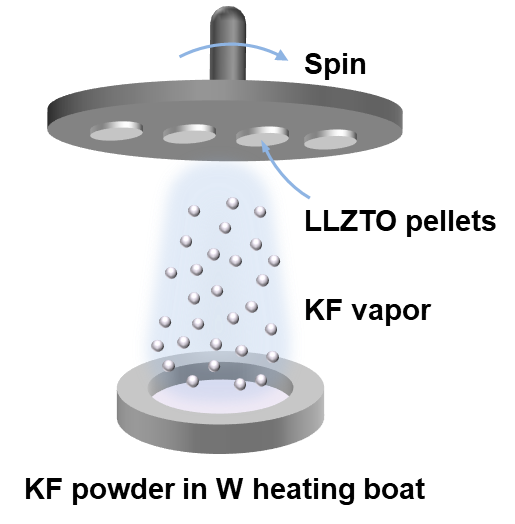 Spin
LLZTO pellets
KF vapor
KF powder in W heating boat